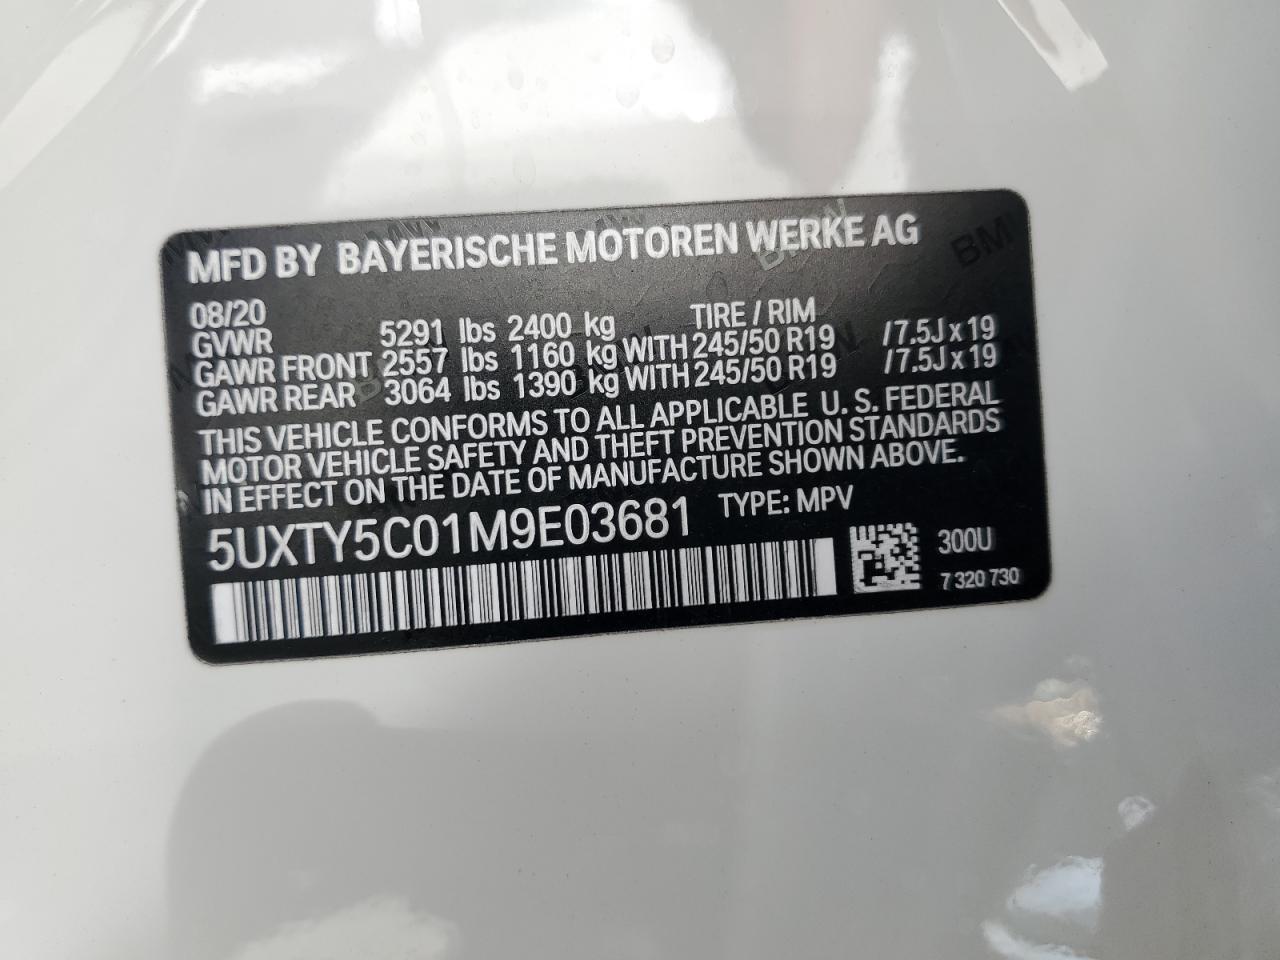 MFD BY BAYERISCHE MOTOREN WERKE AG
08/20 TIRE / RIM
GVWR 5291 lbs 2400 kg
GAWR FRONT 2557 lbs 1160 kg WITH 245/50 R19 /7.5J x 19
GAWR REAR 3064 lbs 1390 kg WITH 245/50 R19 /7.5J x 19
THIS VEHICLE CONFORMS TO ALL APPLICABLE U. S. FEDERAL
MOTOR VEHICLE SAFETY AND THEFT PREVENTION STANDARDS
IN EFFECT ON THE DATE OF MANUFACTURE SHOWN ABOVE.
5UXTY5C01M9E03681 TYPE: MPV
300U
7 320 730